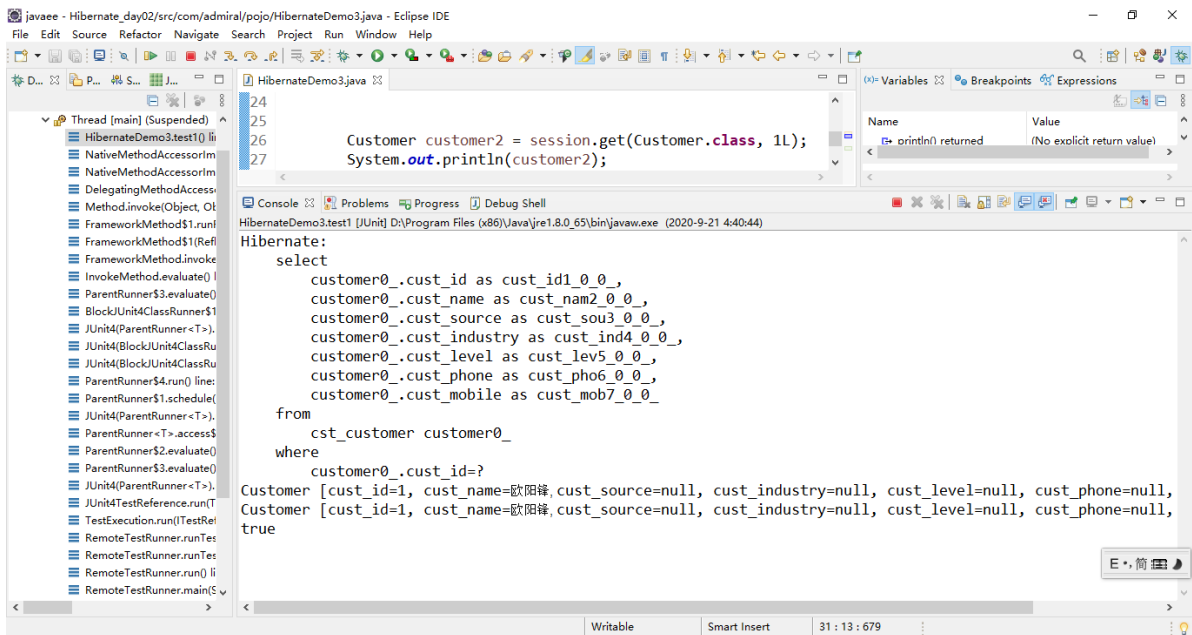 javaee - Hibernate_day02/src/com/admiral/pojo/HibernateDemo3.java - Eclipse IDE
File Edit Source Refactor Navigate Search Project Run Window Help
D... P... S... J...
Thread [main] (Suspended)
HibernateDemo3.test1() li
NativeMethodAccessorIm
NativeMethodAccessorIm
DelegatingMethodAccess
Method.invoke(Object, Ob
FrameworkMethod$1.runR
FrameworkMethod$1(Refl
FrameworkMethod.invoke
InvokeMethod.evaluate() l
ParentRunner$3.evaluate()
BlockJUnit4ClassRunner$1
JUnit4(ParentRunner<T>).
JUnit4(BlockJUnit4ClassRu
JUnit4(BlockJUnit4ClassRu
ParentRunner$4.run() line:
ParentRunner$1.schedule(
JUnit4(ParentRunner<T>).
ParentRunner<T>.access$
ParentRunner$2.evaluate()
ParentRunner$3.evaluate()
JUnit4(ParentRunner<T>).
JUnit4TestReference.run(T
TestExecution.run(ITestRef
RemoteTestRunner.runTes
RemoteTestRunner.runTes
RemoteTestRunner.run() li
RemoteTestRunner.main(S
HibernateDemo3.java
24
25
26 Customer customer2 = session.get(Customer.class, 1L);
27 System.out.println(customer2);
(x)= Variables Breakpoints Expressions
Name Value
println() returned (No explicit return value)
Console Problems Progress Debug Shell
HibernateDemo3.test1 [JUnit] D:\Program Files (x86)\Java\jre1.8.0_65\bin\javaw.exe (2020-9-21 4:40:44)
Hibernate:
select
customer0_.cust_id as cust_id1_0_0_,
customer0_.cust_name as cust_nam2_0_0_,
customer0_.cust_source as cust_sou3_0_0_,
customer0_.cust_industry as cust_ind4_0_0_,
customer0_.cust_level as cust_lev5_0_0_,
customer0_.cust_phone as cust_pho6_0_0_,
customer0_.cust_mobile as cust_mob7_0_0_
from
cst_customer customer0_
where
customer0_.cust_id=?
Customer [cust_id=1, cust_name=欧阳锋, cust_source=null, cust_industry=null, cust_level=null, cust_phone=null,
Customer [cust_id=1, cust_name=欧阳锋, cust_source=null, cust_industry=null, cust_level=null, cust_phone=null,
true
E •, 简
Writable Smart Insert 31 : 13 : 679